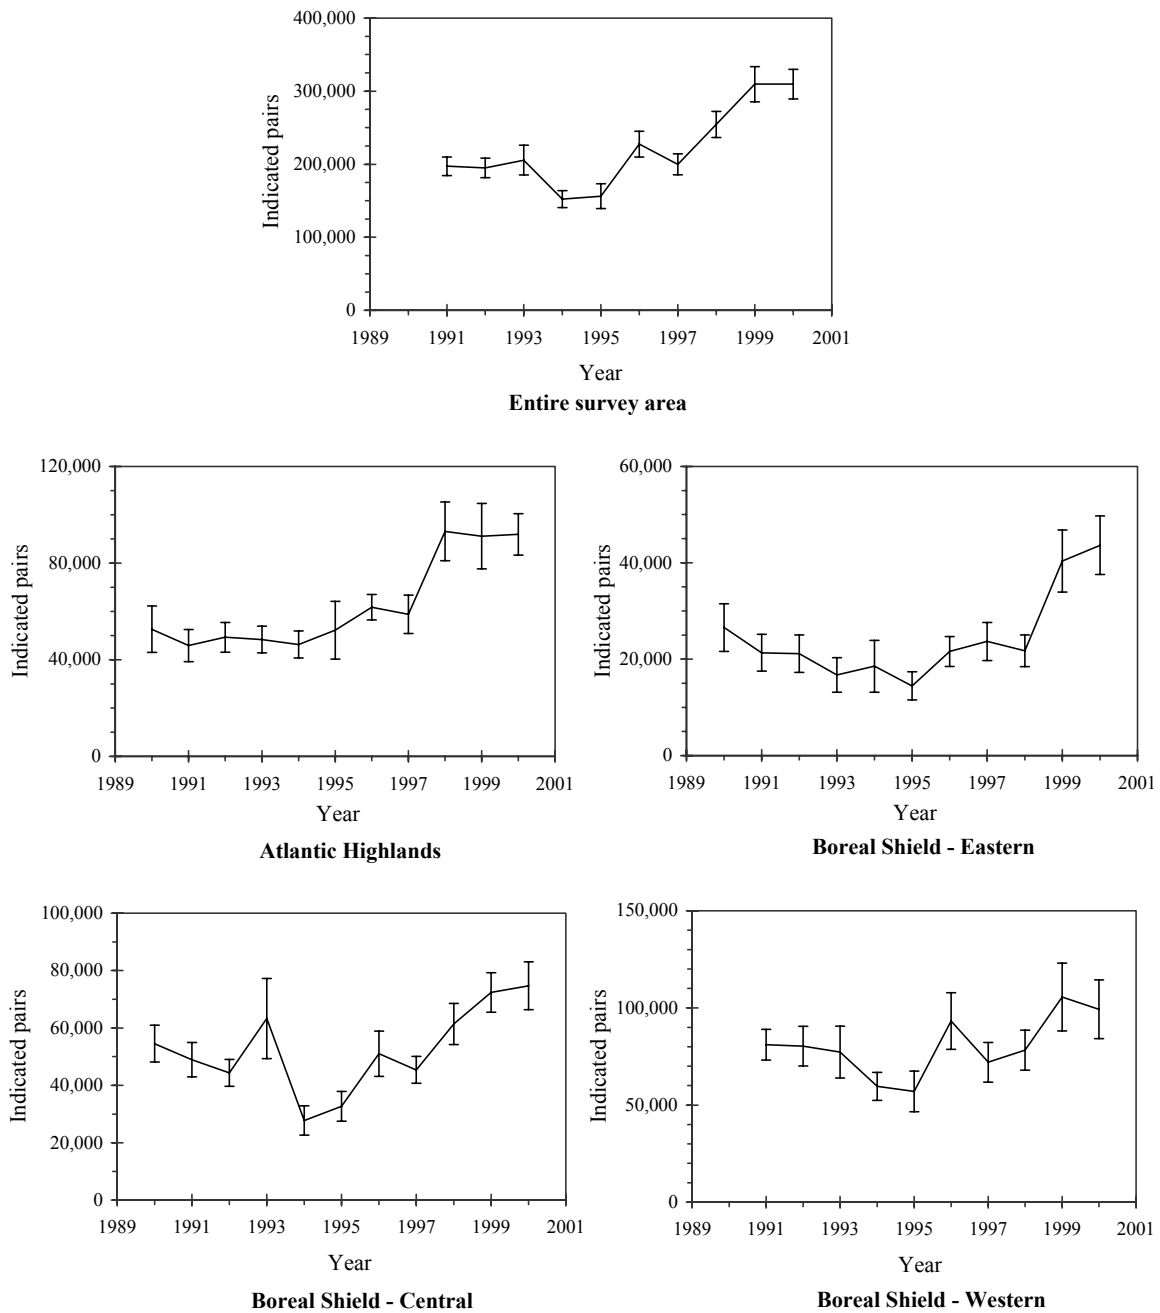 400,000
300,000
200,000
100,000
0
Indicated pairs
1989 1991 1993 1995 1997 1999 2001
Year
Entire survey area
120,000
80,000
40,000
0
Indicated pairs
1989 1991 1993 1995 1997 1999 2001
Year
Atlantic Highlands
60,000
40,000
20,000
0
Indicated pairs
1989 1991 1993 1995 1997 1999 2001
Year
Boreal Shield - Eastern
100,000
80,000
60,000
40,000
20,000
0
Indicated pairs
1989 1991 1993 1995 1997 1999 2001
Year
Boreal Shield - Central
150,000
100,000
50,000
0
Indicated pairs
1989 1991 1993 1995 1997 1999 2001
Year
Boreal Shield - Western